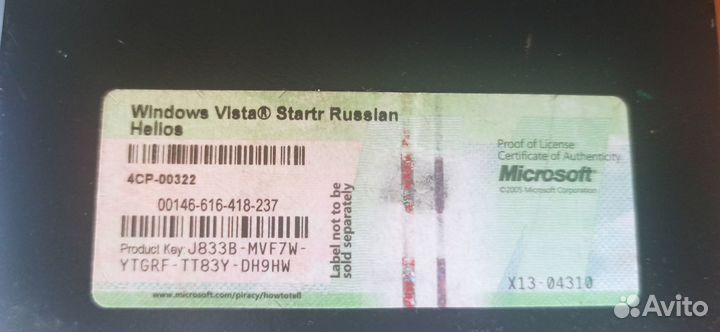 Windows Vista® Startr Russian
Helios
4CP-00322
00146-616-418-237
Product Key: J833B-MVF7W-
YTGRF-TT83Y-DH9HW
www.microsoft.com/piracy/howtotell
Label not to be
sold separately
Proof of License
Certificate of Authenticity
Microsoft®
©2005 Microsoft Corporation
X13-04310
Avito